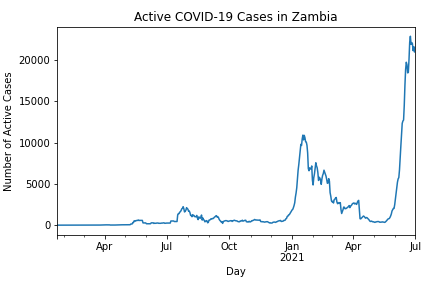 Active COVID-19 Cases in Zambia
Number of Active Cases
20000
15000
10000
5000
0
Apr Jul Oct Jan Apr Jul
2021
Day